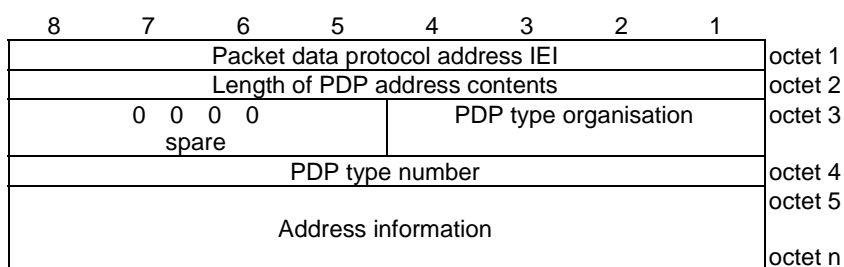 8 7 6 5 4 3 2 1
Packet data protocol address IEI octet 1
Length of PDP address contents octet 2
0 0 0 0 PDP type organisation octet 3
spare
PDP type number octet 4
octet 5
Address information
octet n